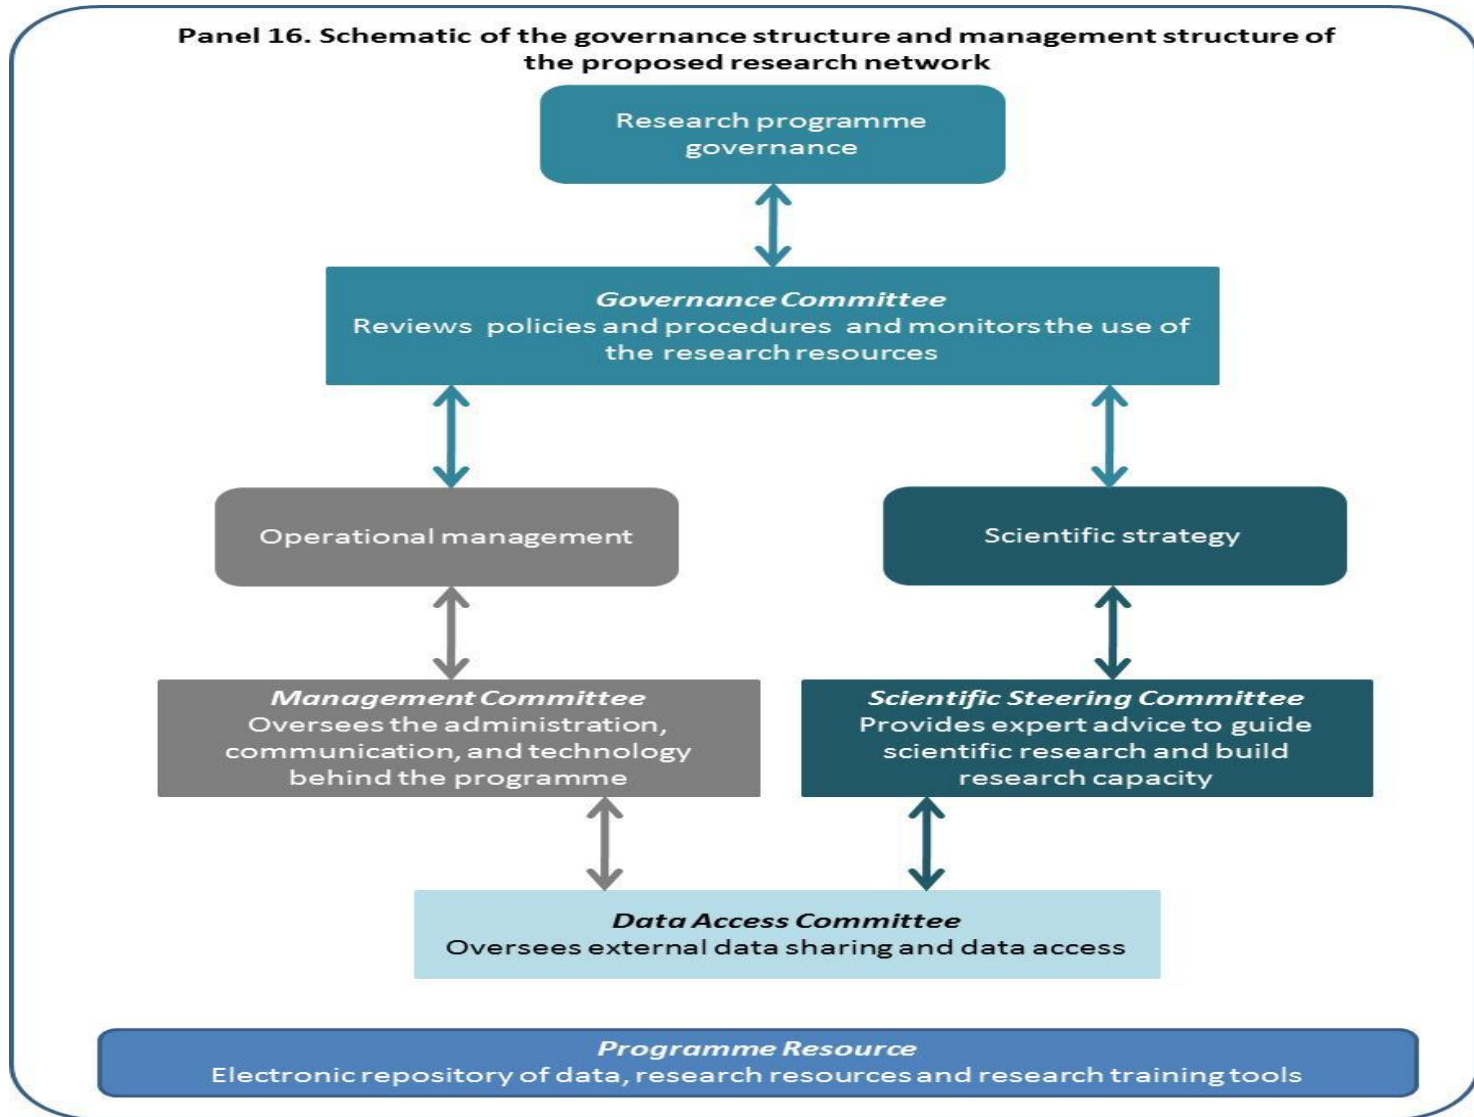 Panel 16. Schematic of the governance structure and management structure of
the proposed research network
Research programme
governance
Governance Committee
Reviews policies and procedures and monitors the use of
the research resources
Operational management
Scientific strategy
Management Committee
Oversees the administration,
communication, and technology
behind the programme
Scientific Steering Committee
Provides expert advice to guide
scientific research and build
research capacity
Data Access Committee
Oversees external data sharing and data access
Programme Resource
Electronic repository of data, research resources and research training tools